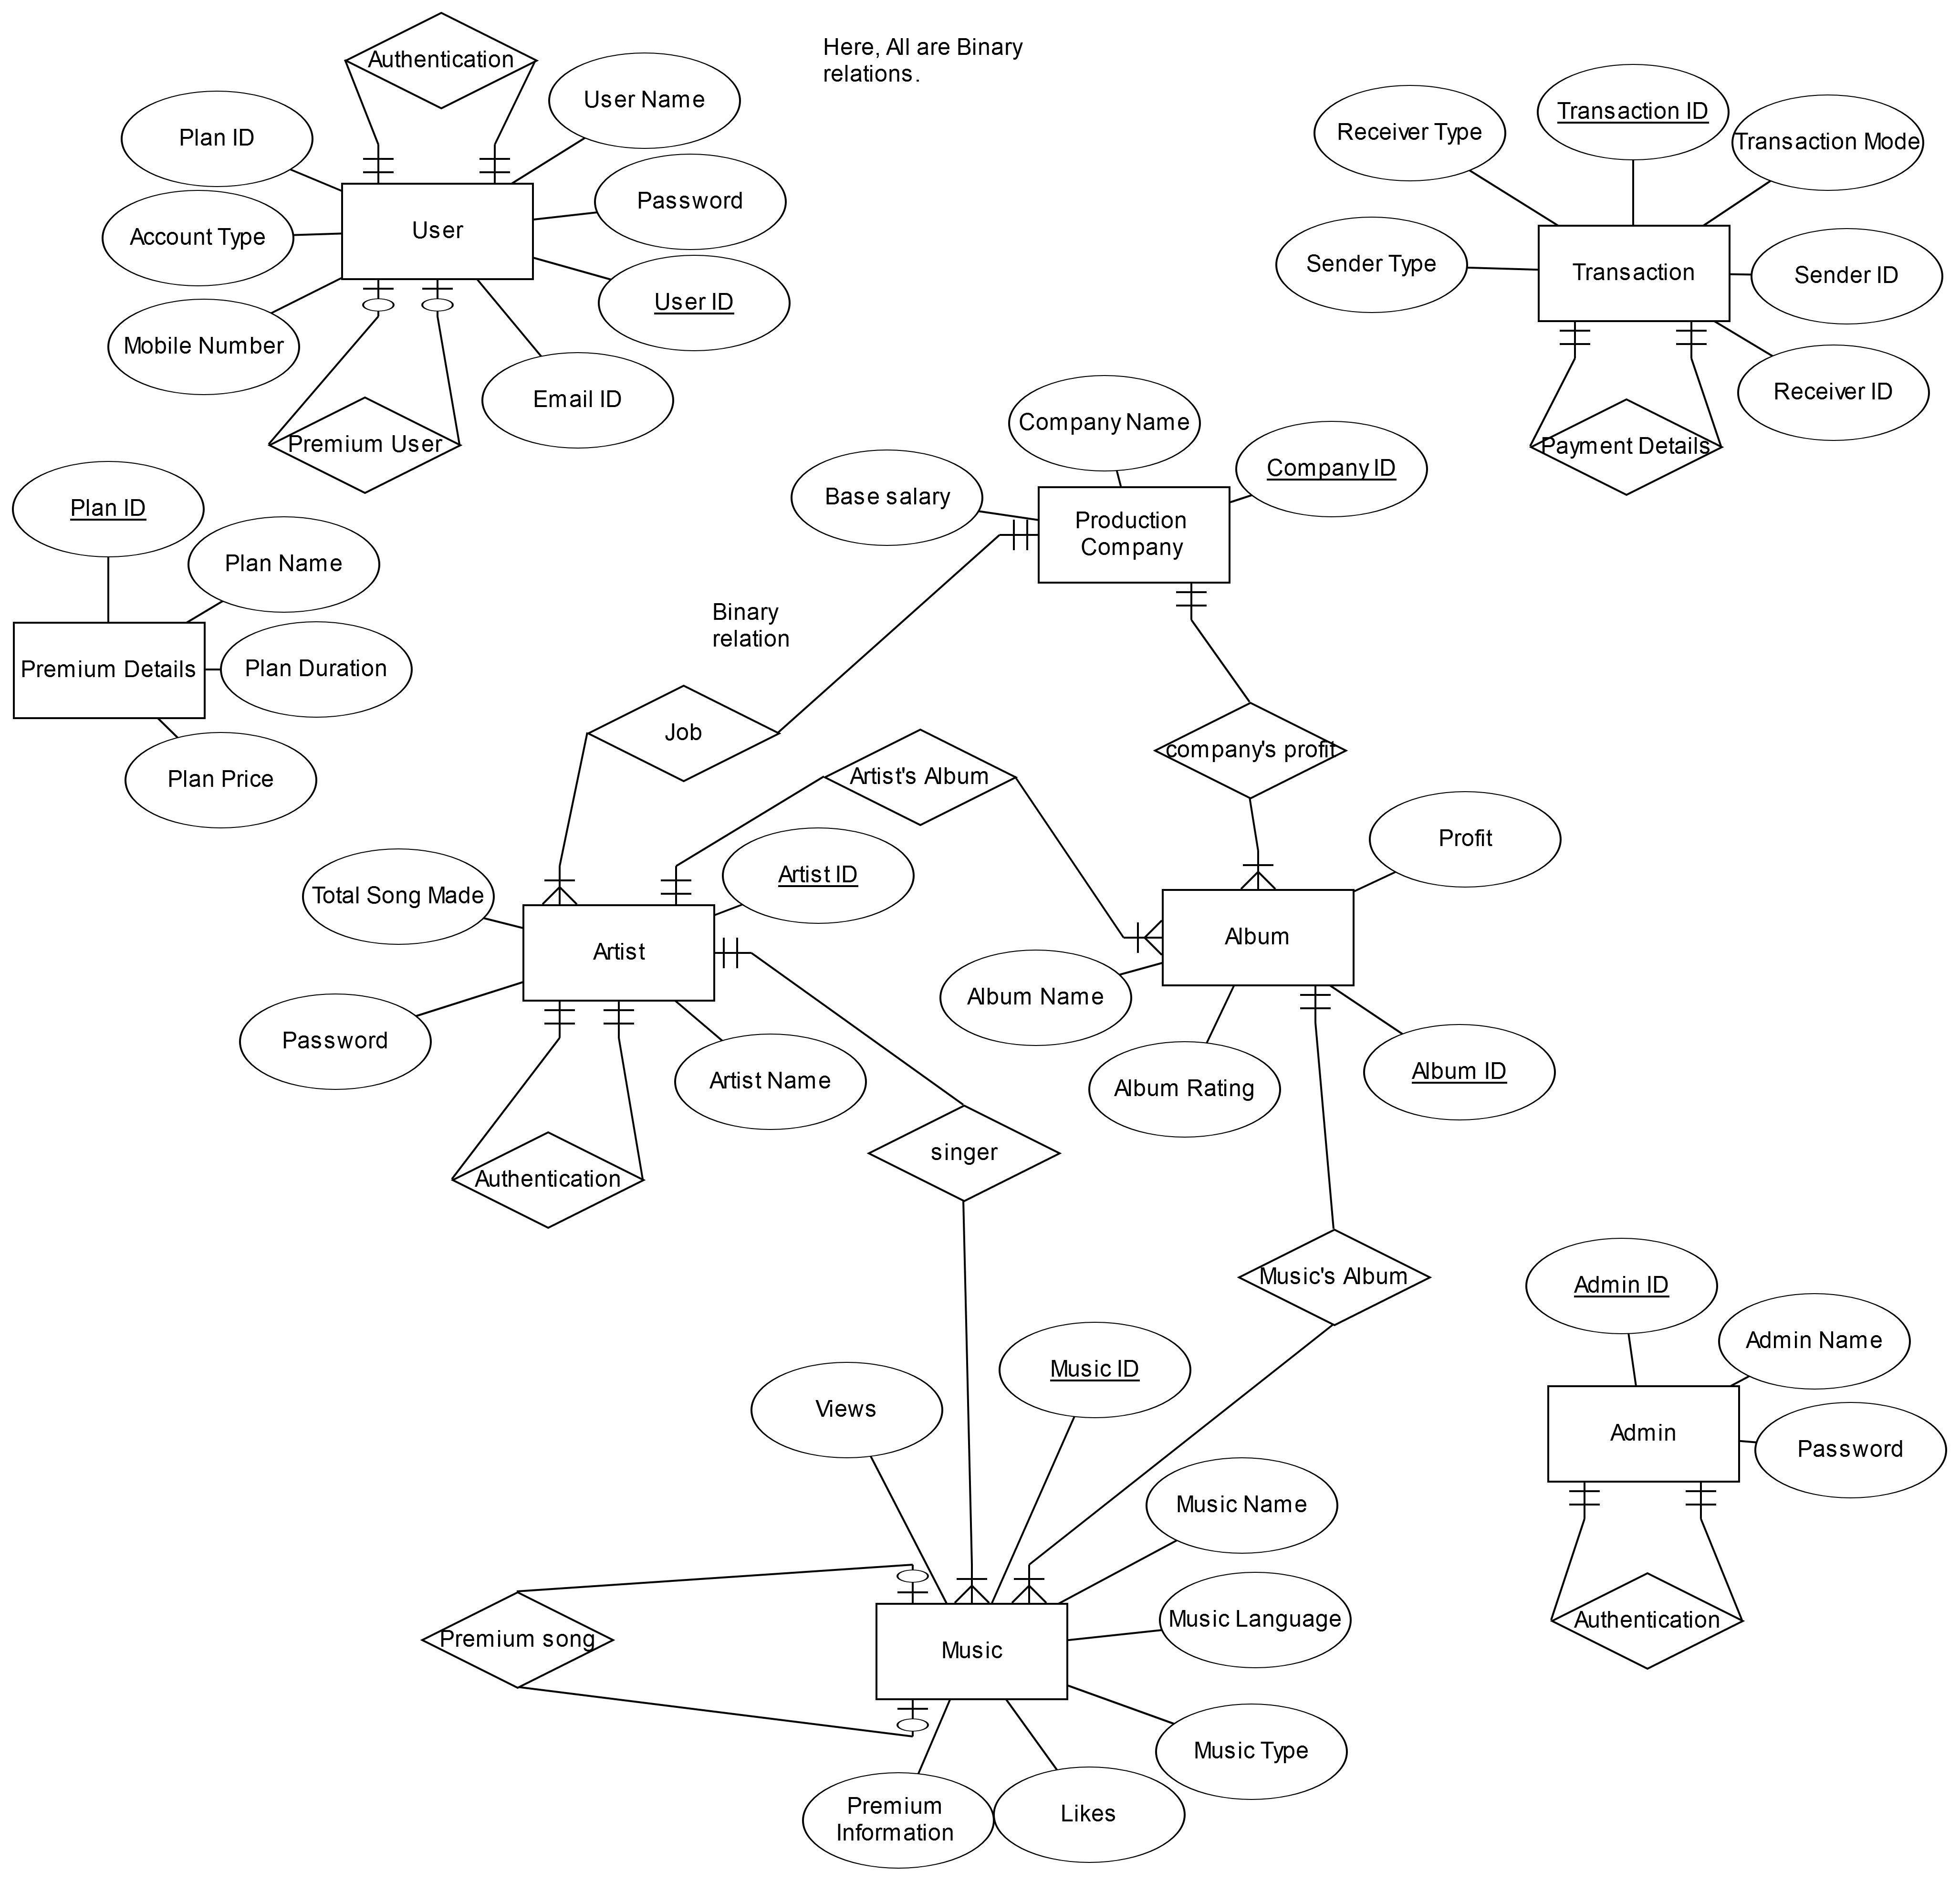 Authentication
Here, All are Binary
relations.
User Name
Plan ID
Password
Account Type
User
User ID
Mobile Number
Email ID
Premium User
Receiver Type
Transaction ID
Transaction Mode
Sender Type
Transaction
Sender ID
Receiver ID
Payment Details
Company Name
Company ID
Base salary
Production
Company
Plan ID
Plan Name
Premium Details
Plan Duration
Plan Price
Binary
relation
Job
Artist's Album
company's profit
Profit
Total Song Made
Artist ID
Artist
Album
Album Name
Password
Artist Name
Album Rating
Album ID
Authentication
singer
Music's Album
Admin ID
Admin Name
Admin
Password
Authentication
Views
Music ID
Music Name
Music Language
Premium song
Music
Music Type
Premium
Information
Likes